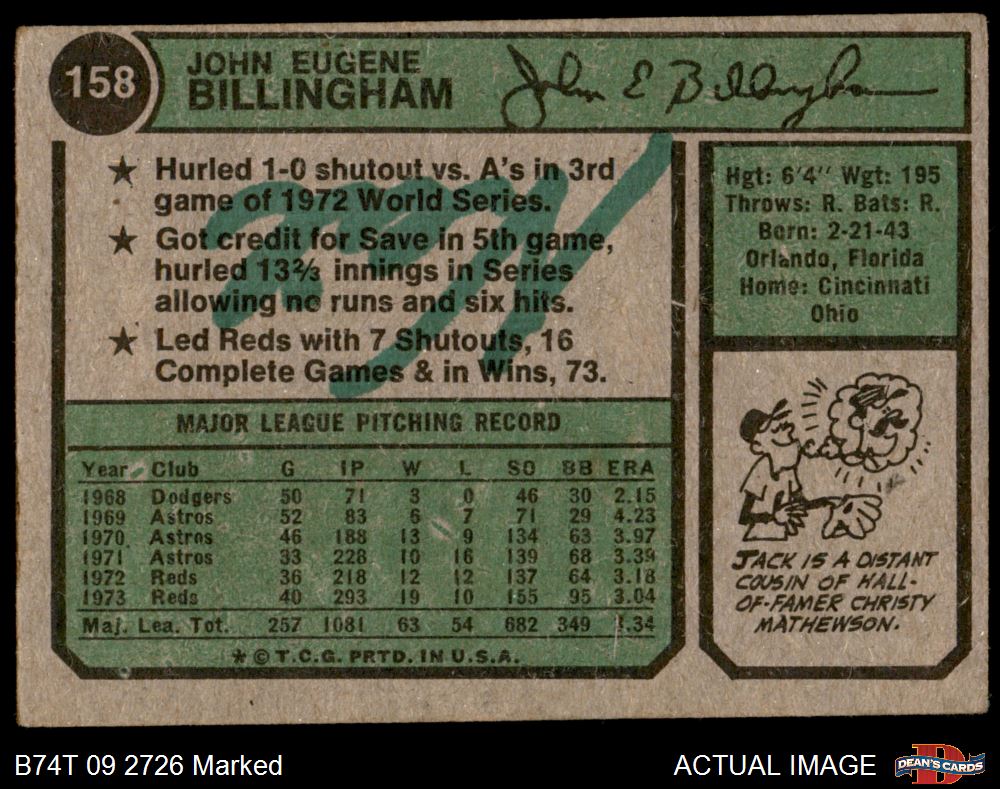 158
JOHN EUGENE
BILLINGHAM
John E Billingham
★ Hurled 1-0 shutout vs. A's in 3rd
game of 1972 World Series.
★ Got credit for Save in 5th game,
hurled 13⅔ innings in Series
allowing no runs and six hits.
★ Led Reds with 7 Shutouts, 16
Complete Games & in Wins, 73.
Hgt: 6'4" Wgt: 195
Throws: R. Bats: R.
Born: 2-21-43
Orlando, Florida
Home: Cincinnati
Ohio
MAJOR LEAGUE PITCHING RECORD
Year Club G IP W L SO BB ERA
1968 Dodgers 50 71 3 0 46 30 2.15
1969 Astros 52 83 6 7 71 29 4.23
1970 Astros 46 188 13 9 134 63 3.97
1971 Astros 33 228 10 16 139 68 3.39
1972 Reds 36 218 12 12 137 64 3.18
1973 Reds 40 293 19 10 155 95 3.04
Maj. Lea. Tot. 257 1081 63 54 682 349 .34
* © T.C.G. PRTD. IN U.S.A.
JACK IS A DISTANT
COUSIN OF HALL-
OF-FAMER CHRISTY
MATHEWSON.
B74T 09 2726 Marked
ACTUAL IMAGE
DEAN'S CARDS